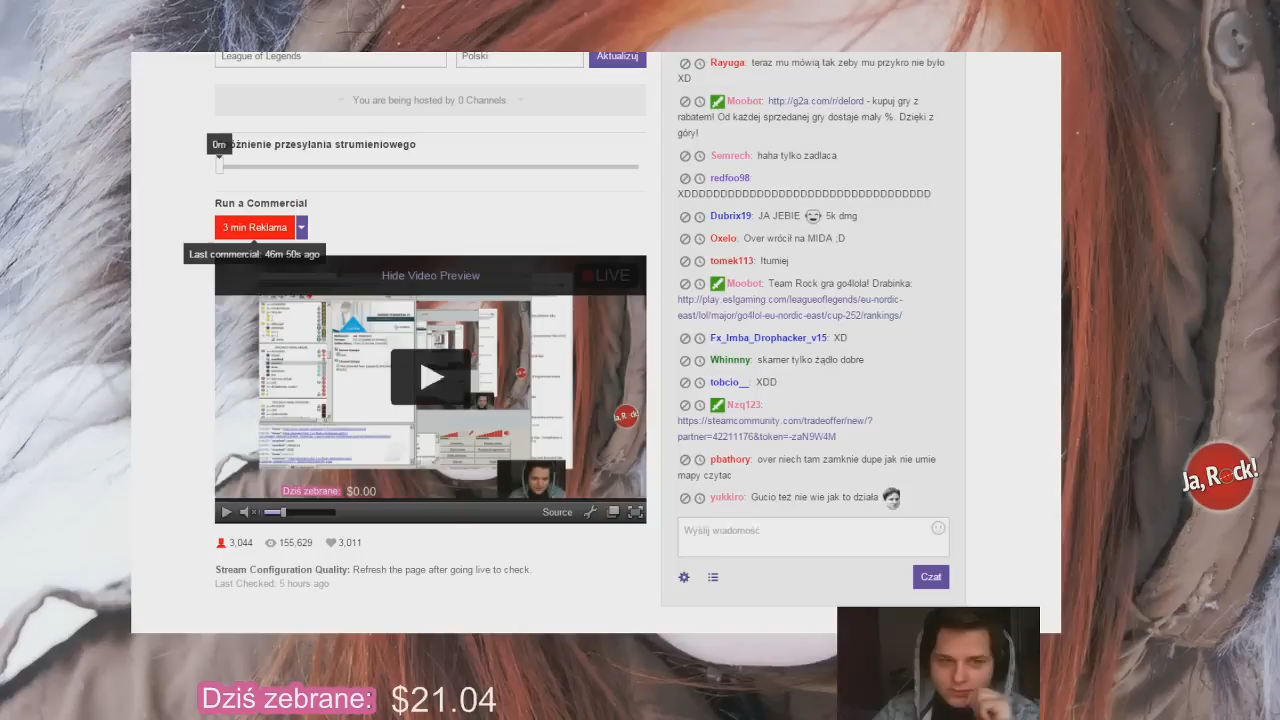 League of Legends
Polski
Aktualizuj
You are being hosted by 0 Channels
0m
óźnienie przesyłania strumieniowego
Run a Commercial
3 min Reklama
Last commercial: 46m 50s ago
Hide Video Preview
LIVE
Ja, R ck!
Dziś zebrane: $0.00
Source
3,044 155,629 3,011
Stream Configuration Quality: Refresh the page after going live to check.
Last Checked: 5 hours ago
Rayuga: teraz mu mówią tak zeby mu przykro nie było
XD
Moobot: http://g2a.com/r/delord - kupuj gry z
rabatem! Od każdej sprzedanej gry dostaje mały %. Dzięki z
góry!
Semrech: haha tylko zadlaca
redfoo98:
XDDDDDDDDDDDDDDDDDDDDDDDDDDDDDDDDDD
Dubrix19: JA JEBIE 5k dmg
Oxelo: Over wrócił na MIDA ;D
tomek113: !tumiej
Moobot: Team Rock gra go4lola! Drabinka:
http://play.eslgaming.com/leagueoflegends/eu-nordic-
east/lol/major/go4lol-eu-nordic-east/cup-252/rankings/
Fx_Imba_Drophacker_v15: XD
Whinnny: skarner tylko żądło dobre
tobcio__: XDD
Nzq123:
https://steamcommunity.com/tradeoffer/new/?
partner=42211176&token=-zaN9W4M
pbathory: over niech tam zamknie dupe jak nie umie
mapy czytac
yukkiro: Gucio też nie wie jak to działa
Wyślij wiadomość
Czat
Ja, Rock!
Dziś zebrane: $21.04